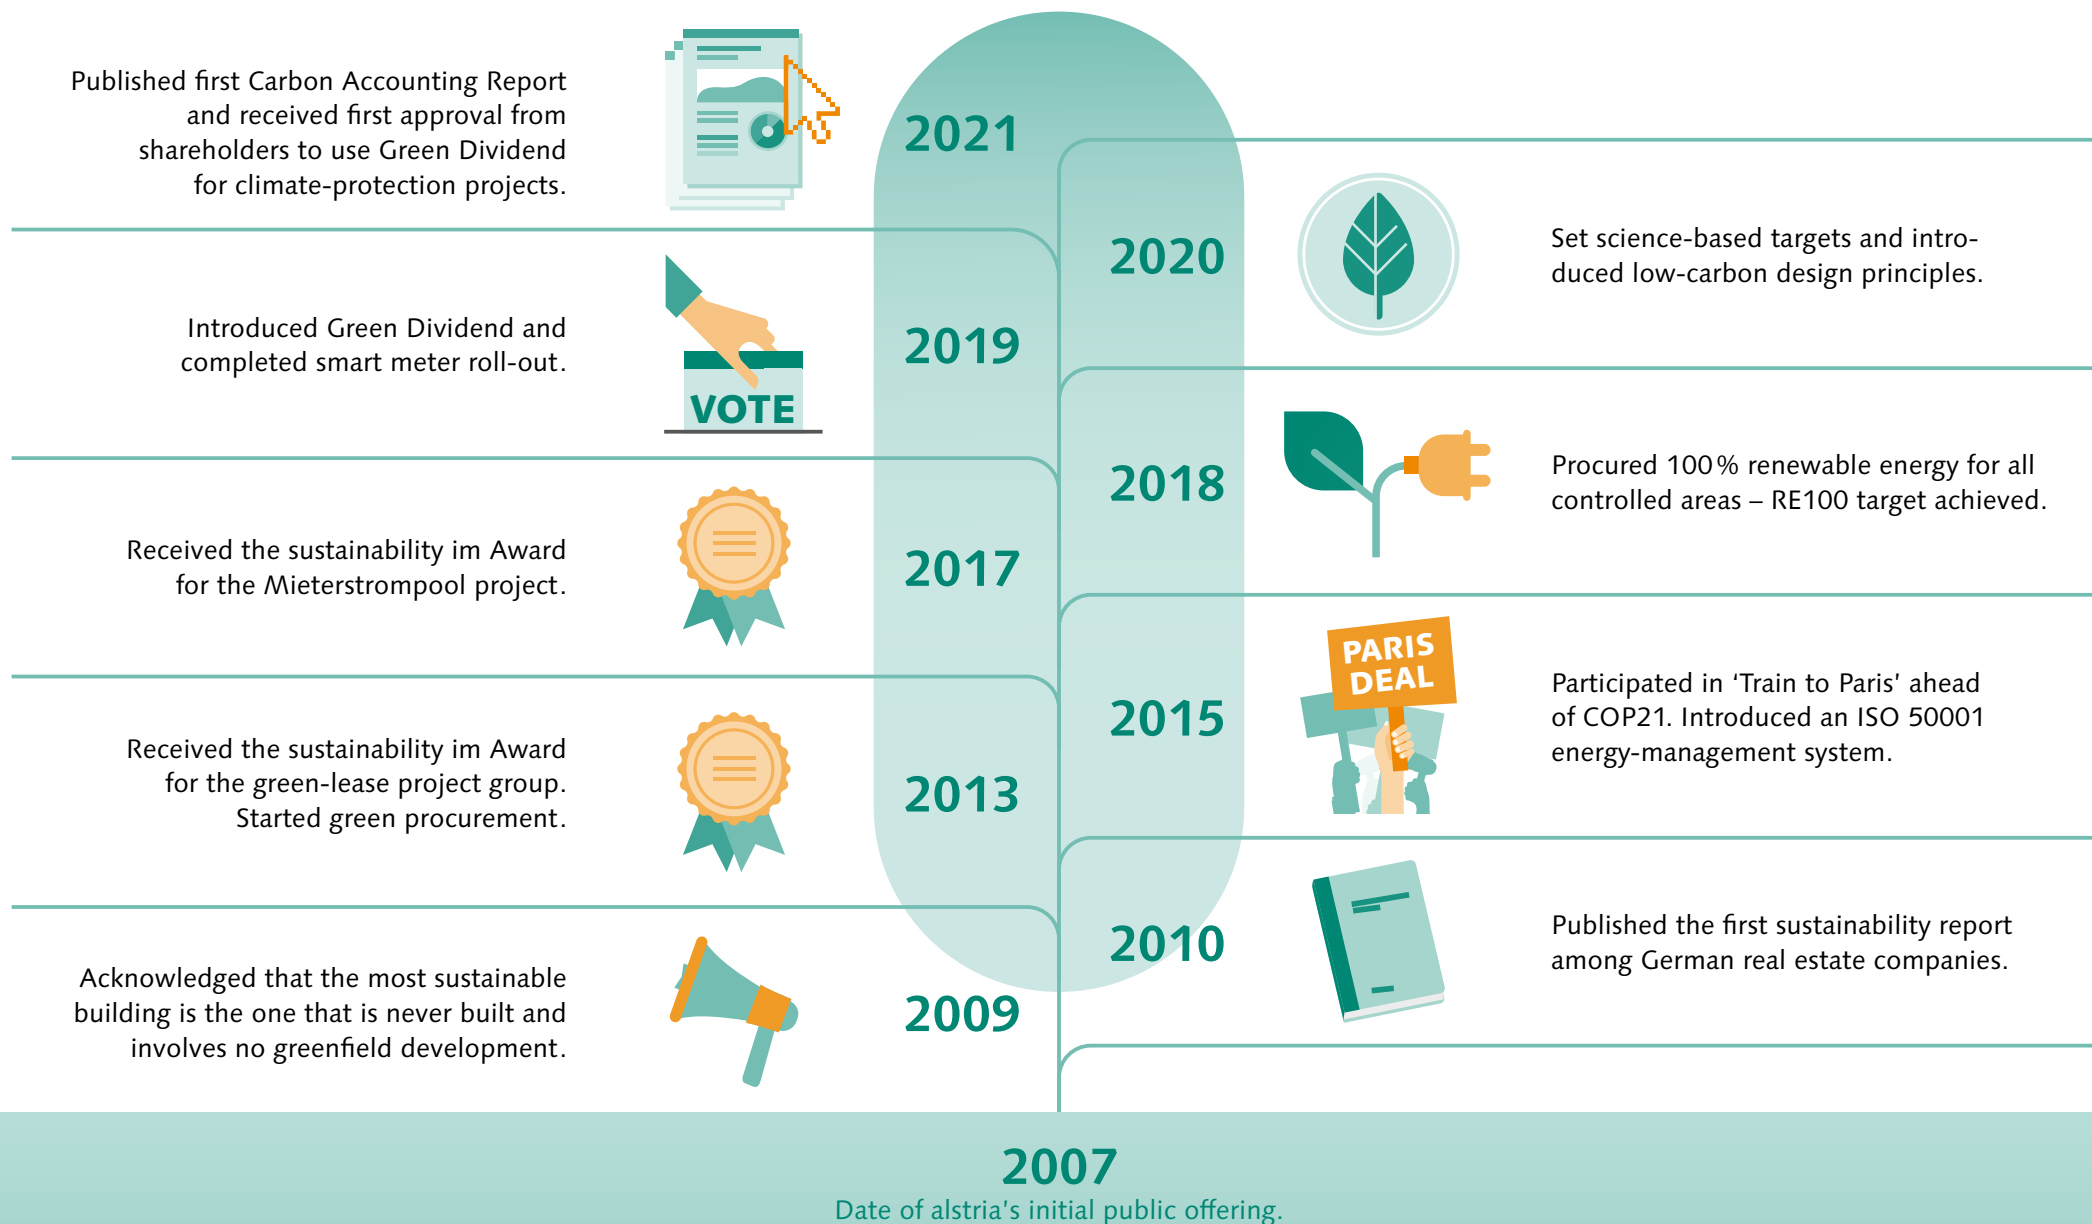 Published first Carbon Accounting Report
and received first approval from
shareholders to use Green Dividend
for climate-protection projects.
2021
2020
Set science-based targets and intro-
duced low-carbon design principles.
Introduced Green Dividend and
completed smart meter roll-out.
VOTE
2019
2018
Procured 100 % renewable energy for all
controlled areas – RE100 target achieved.
Received the sustainability im Award
for the Mieterstrompool project.
2017
2015
PARIS
DEAL
Participated in ‘Train to Paris’ ahead
of COP21. Introduced an ISO 50001
energy-management system.
Received the sustainability im Award
for the green-lease project group.
Started green procurement.
2013
2010
Published the first sustainability report
among German real estate companies.
Acknowledged that the most sustainable
building is the one that is never built and
involves no greenfield development.
2009
2007
Date of alstria's initial public offering.